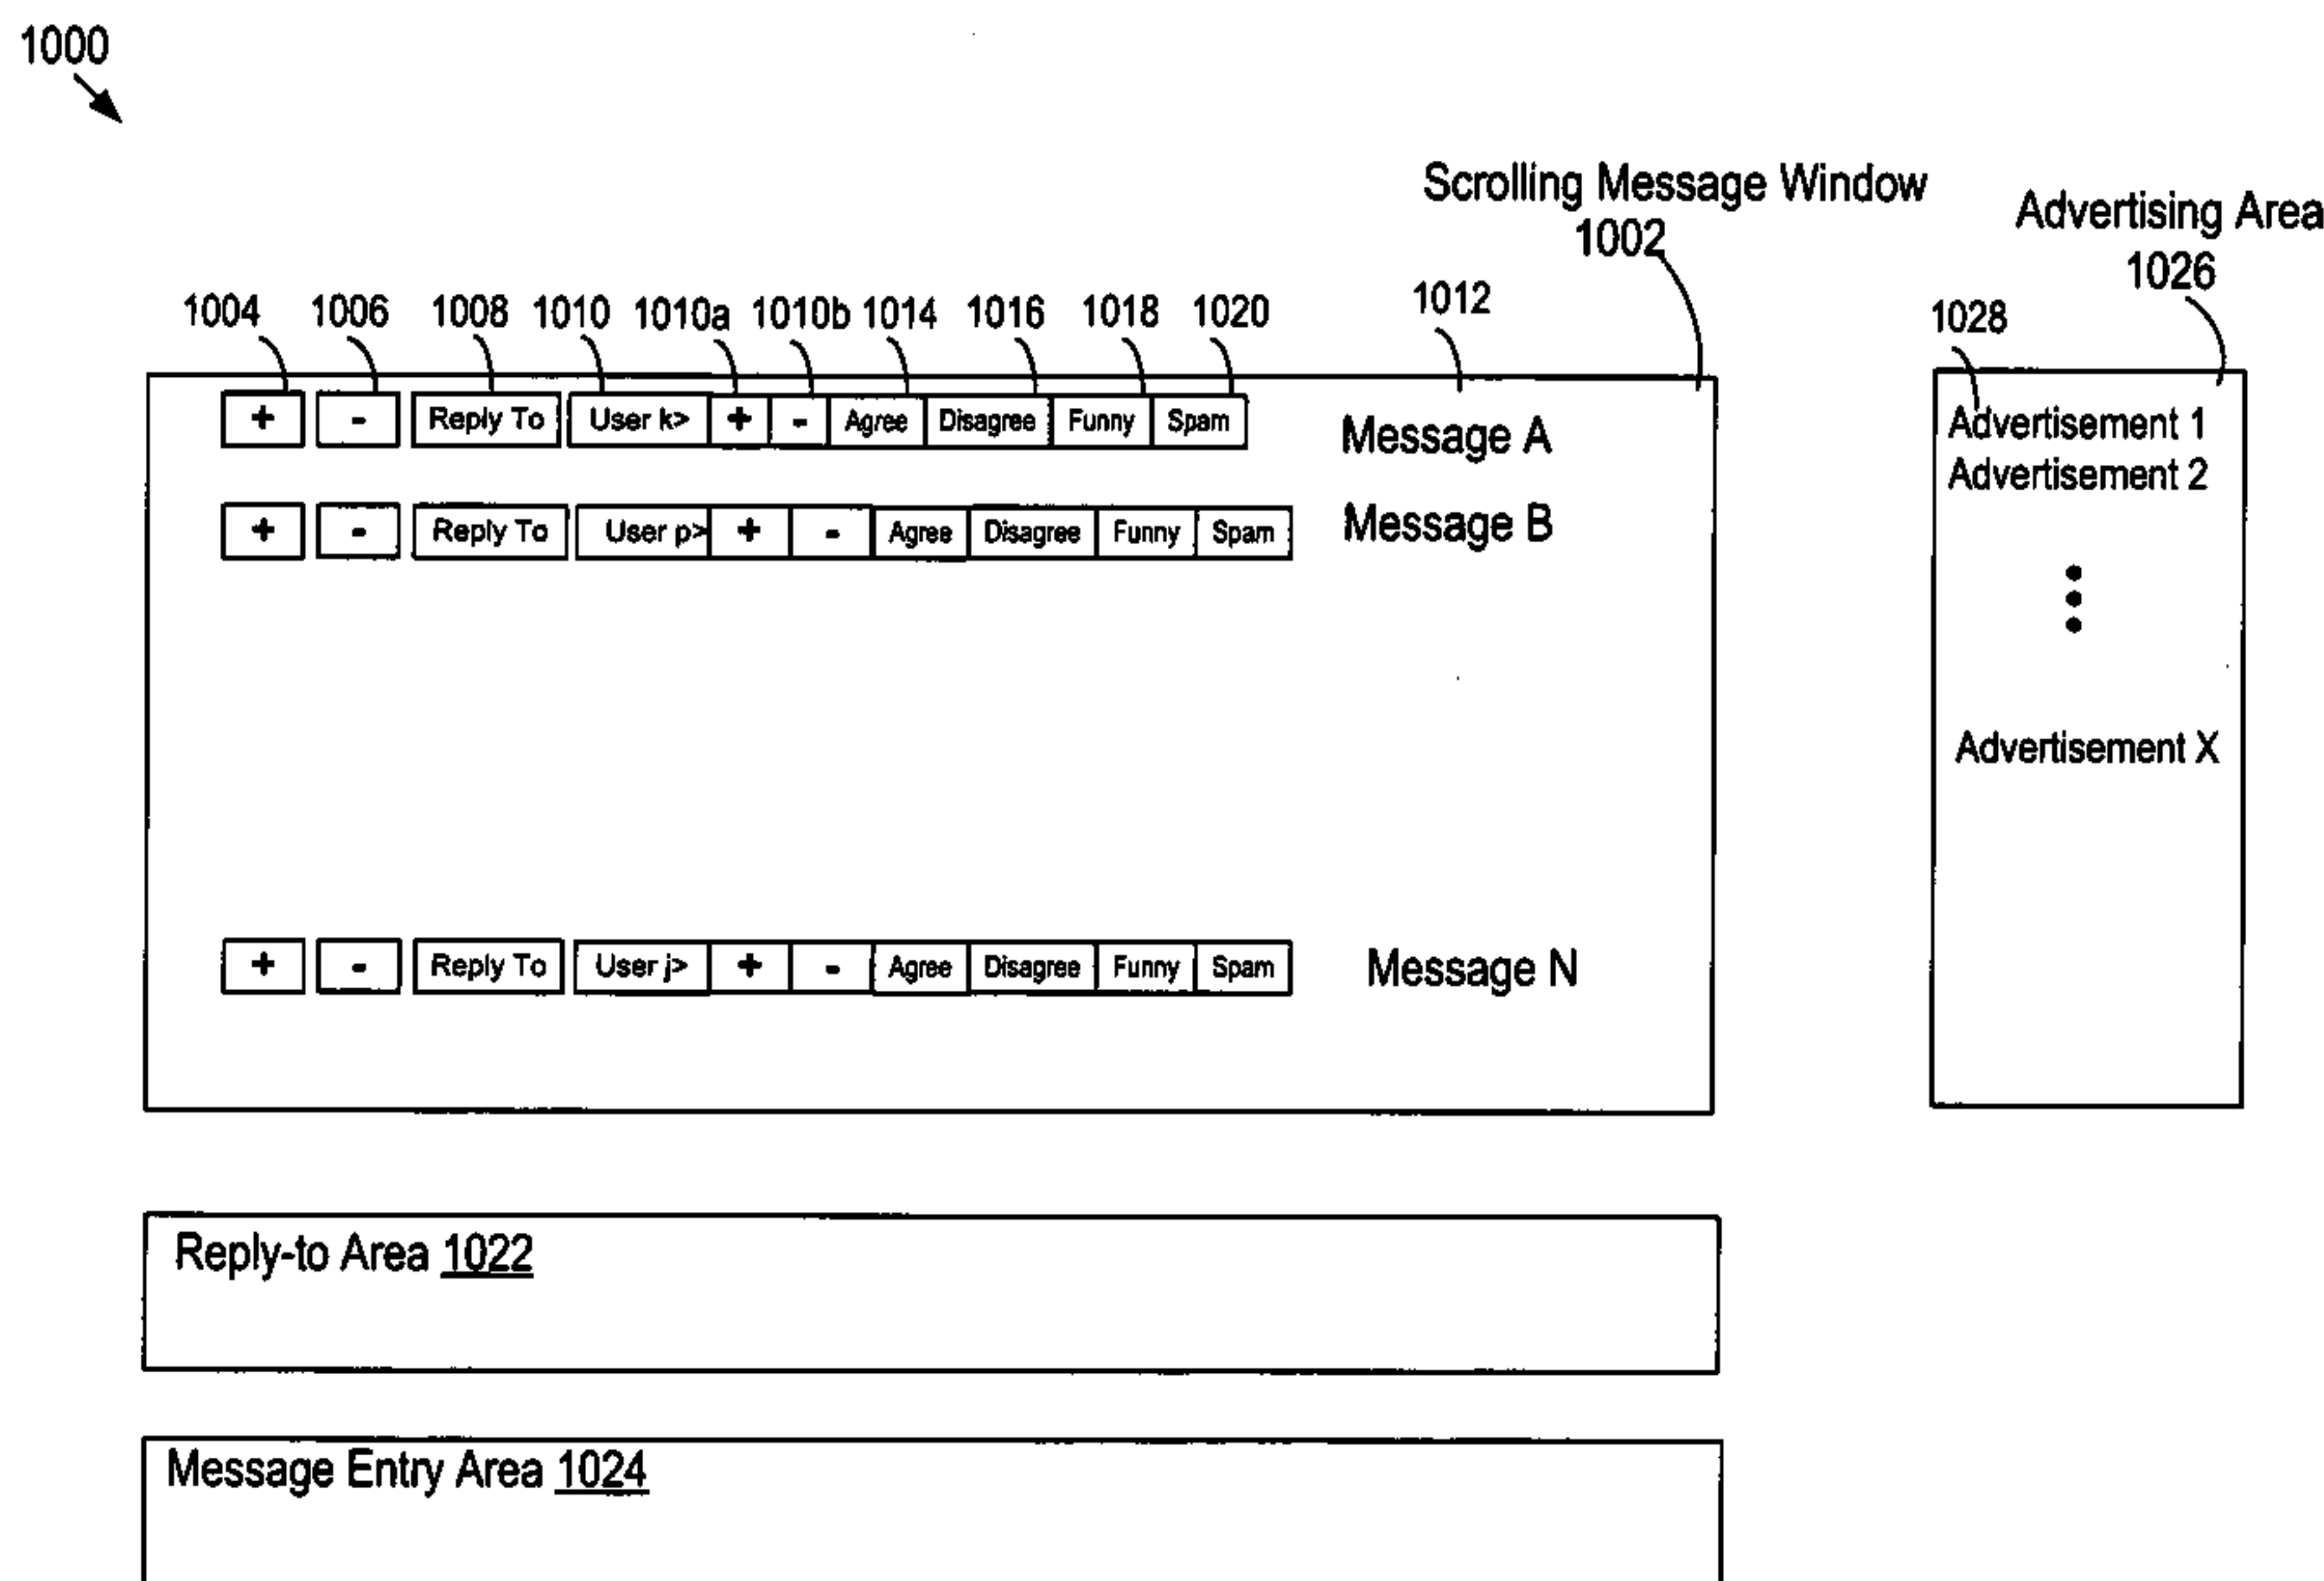 1000
Scrolling Message Window
1002
Advertising Area
1026
1004 1006 1008 1010 1010a 1010b 1014 1016 1018 1020 1012 1028
+ - Reply To User k> + - Agree Disagree Funny Spam Message A
Advertisement 1
Advertisement 2
+ - Reply To User p> + - Agree Disagree Funny Spam Message B
Advertisement X
+ - Reply To User j> + - Agree Disagree Funny Spam Message N
Reply-to Area 1022
Message Entry Area 1024